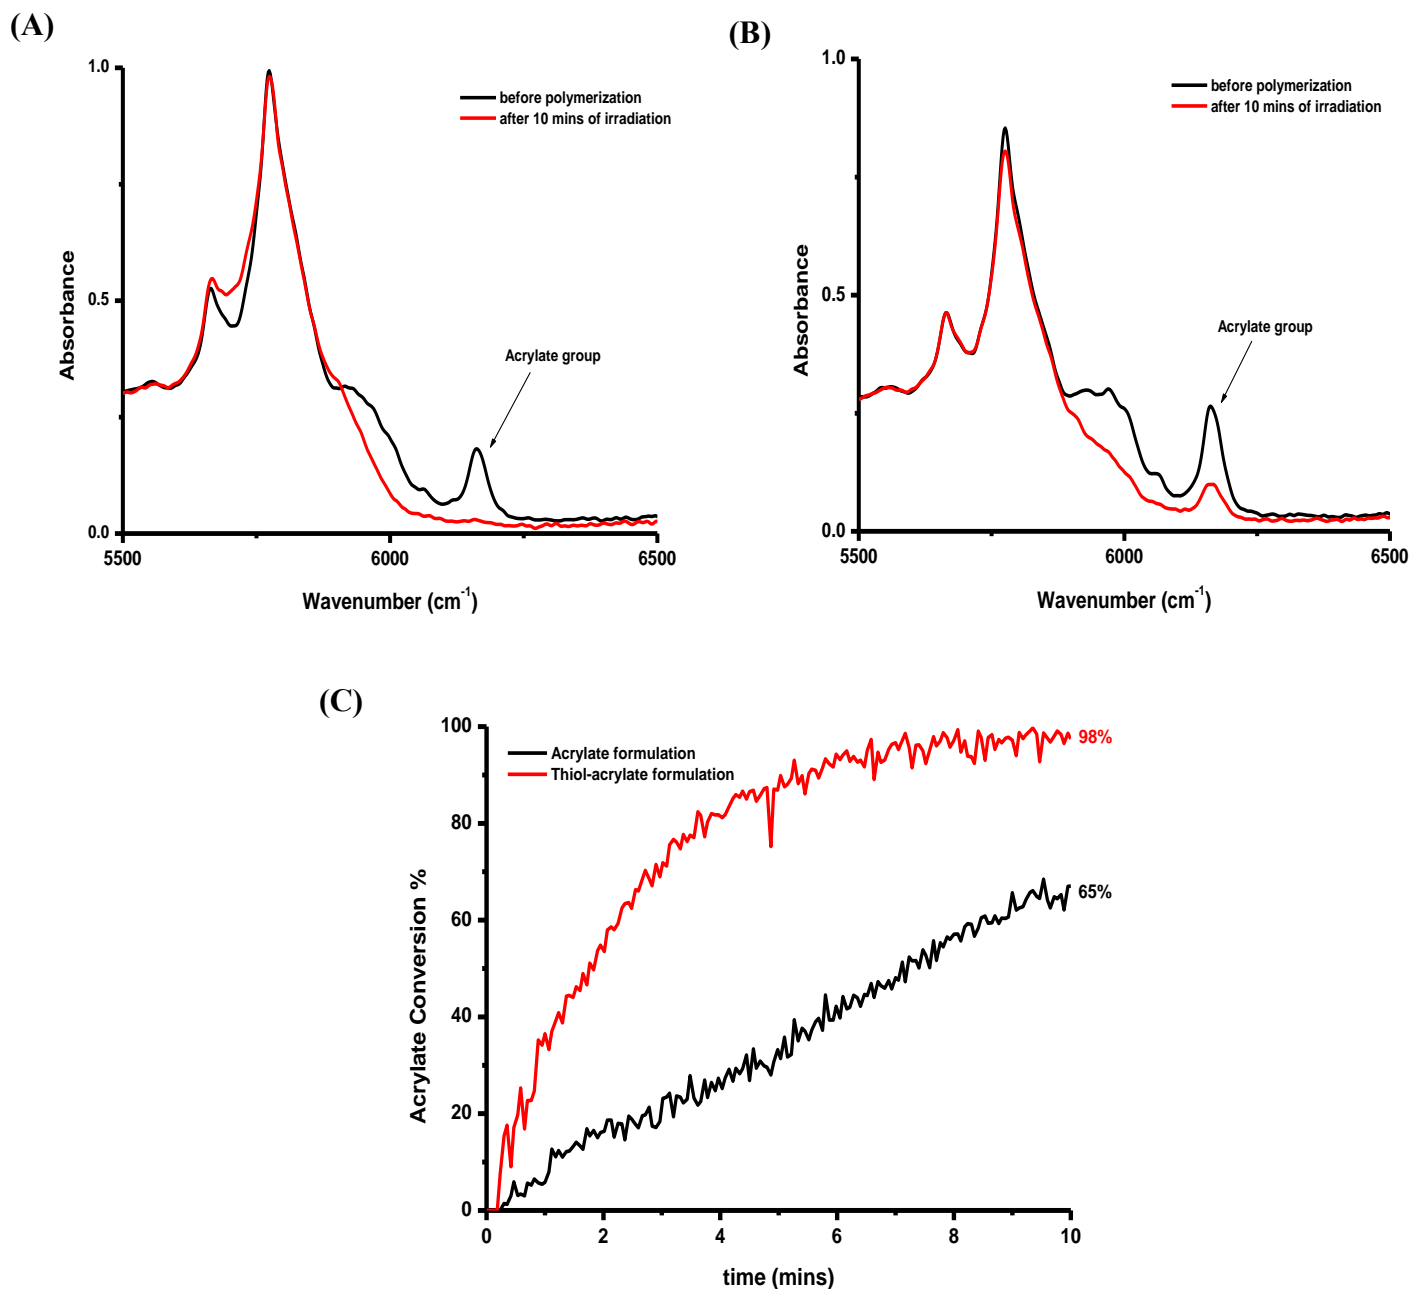 (A)
1.0
0.5
0.0
Absorbance
before polymerization
after 10 mins of irradiation
Acrylate group
5500
6000
6500
Wavenumber (cm-1)
(B)
1.0
0.5
0.0
Absorbance
before polymerization
after 10 mins of irradiation
Acrylate group
5500
6000
6500
Wavenumber (cm-1)
(C)
100
80
60
40
20
0
Acrylate Conversion %
Acrylate formulation
Thiol-acrylate formulation
98%
65%
0
2
4
6
8
10
time (mins)